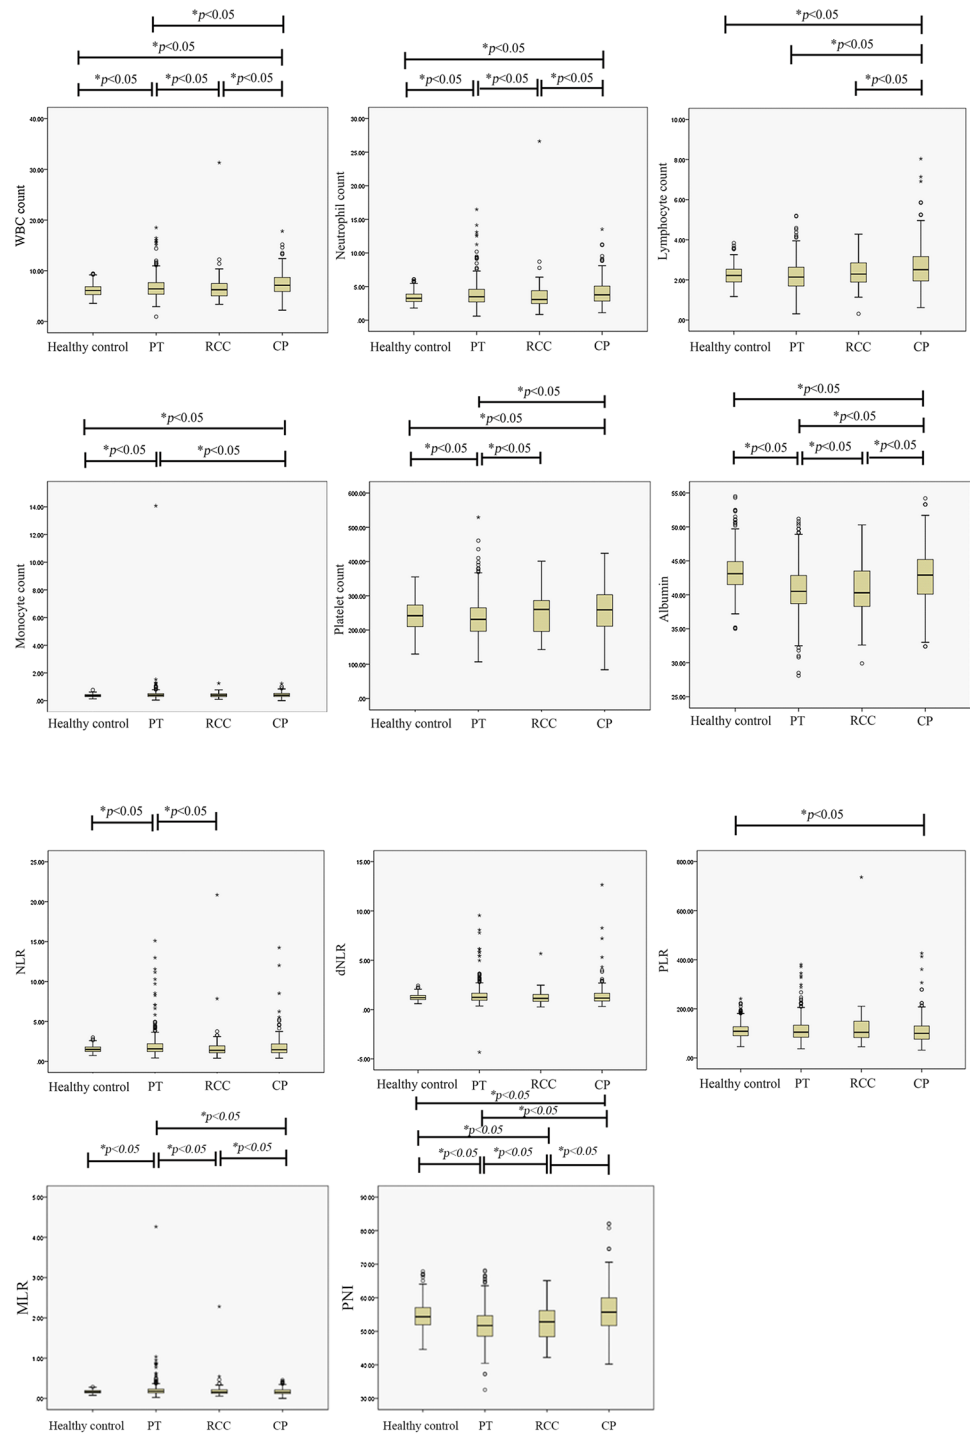 *p<0.05
*p<0.05
*p<0.05 *p<0.05 *p<0.05
WBC count
40.00
30.00
20.00
10.00
.00
Healthy control PT RCC CP
*p<0.05
*p<0.05 *p<0.05 *p<0.05
Neutrophil count
30.00
25.00
20.00
15.00
10.00
5.00
.00
Healthy control PT RCC CP
*p<0.05
*p<0.05
*p<0.05
Lymphocyte count
10.00
8.00
6.00
4.00
2.00
.00
Healthy control PT RCC CP
*p<0.05
*p<0.05 *p<0.05
Monocyte count
14.00
12.00
10.00
8.00
6.00
4.00
2.00
.00
Healthy control PT RCC CP
*p<0.05
*p<0.05
*p<0.05 *p<0.05
Platelet count
600.00
500.00
400.00
300.00
200.00
100.00
.00
Healthy control PT RCC CP
*p<0.05
*p<0.05
*p<0.05 *p<0.05 *p<0.05
Albumin
55.00
50.00
45.00
40.00
35.00
30.00
25.00
Healthy control PT RCC CP
*p<0.05 *p<0.05
NLR
25.00
20.00
15.00
10.00
5.00
.00
Healthy control PT RCC CP
dNLR
15.00
10.00
5.00
.00
-5.00
Healthy control PT RCC CP
*p<0.05
PLR
800.00
600.00
400.00
200.00
.00
Healthy control PT RCC CP
*p<0.05
*p<0.05 *p<0.05 *p<0.05
MLR
5.00
4.00
3.00
2.00
1.00
.00
Healthy control PT RCC CP
*p<0.05
*p<0.05
*p<0.05
*p<0.05 *p<0.05 *p<0.05
PNI
90.00
80.00
70.00
60.00
50.00
40.00
30.00
Healthy control PT RCC CP